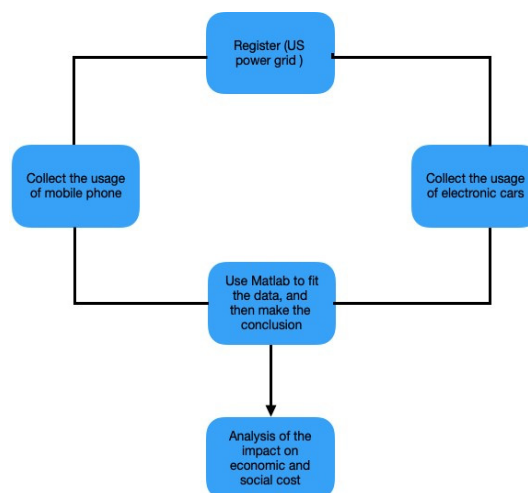 Register (US
power grid )
Collect the usage
of mobile phone
Collect the usage
of electronic cars
Use Matlab to fit
the data, and
then make the
conclusion
Analysis of the
impact on
economic and
social cost